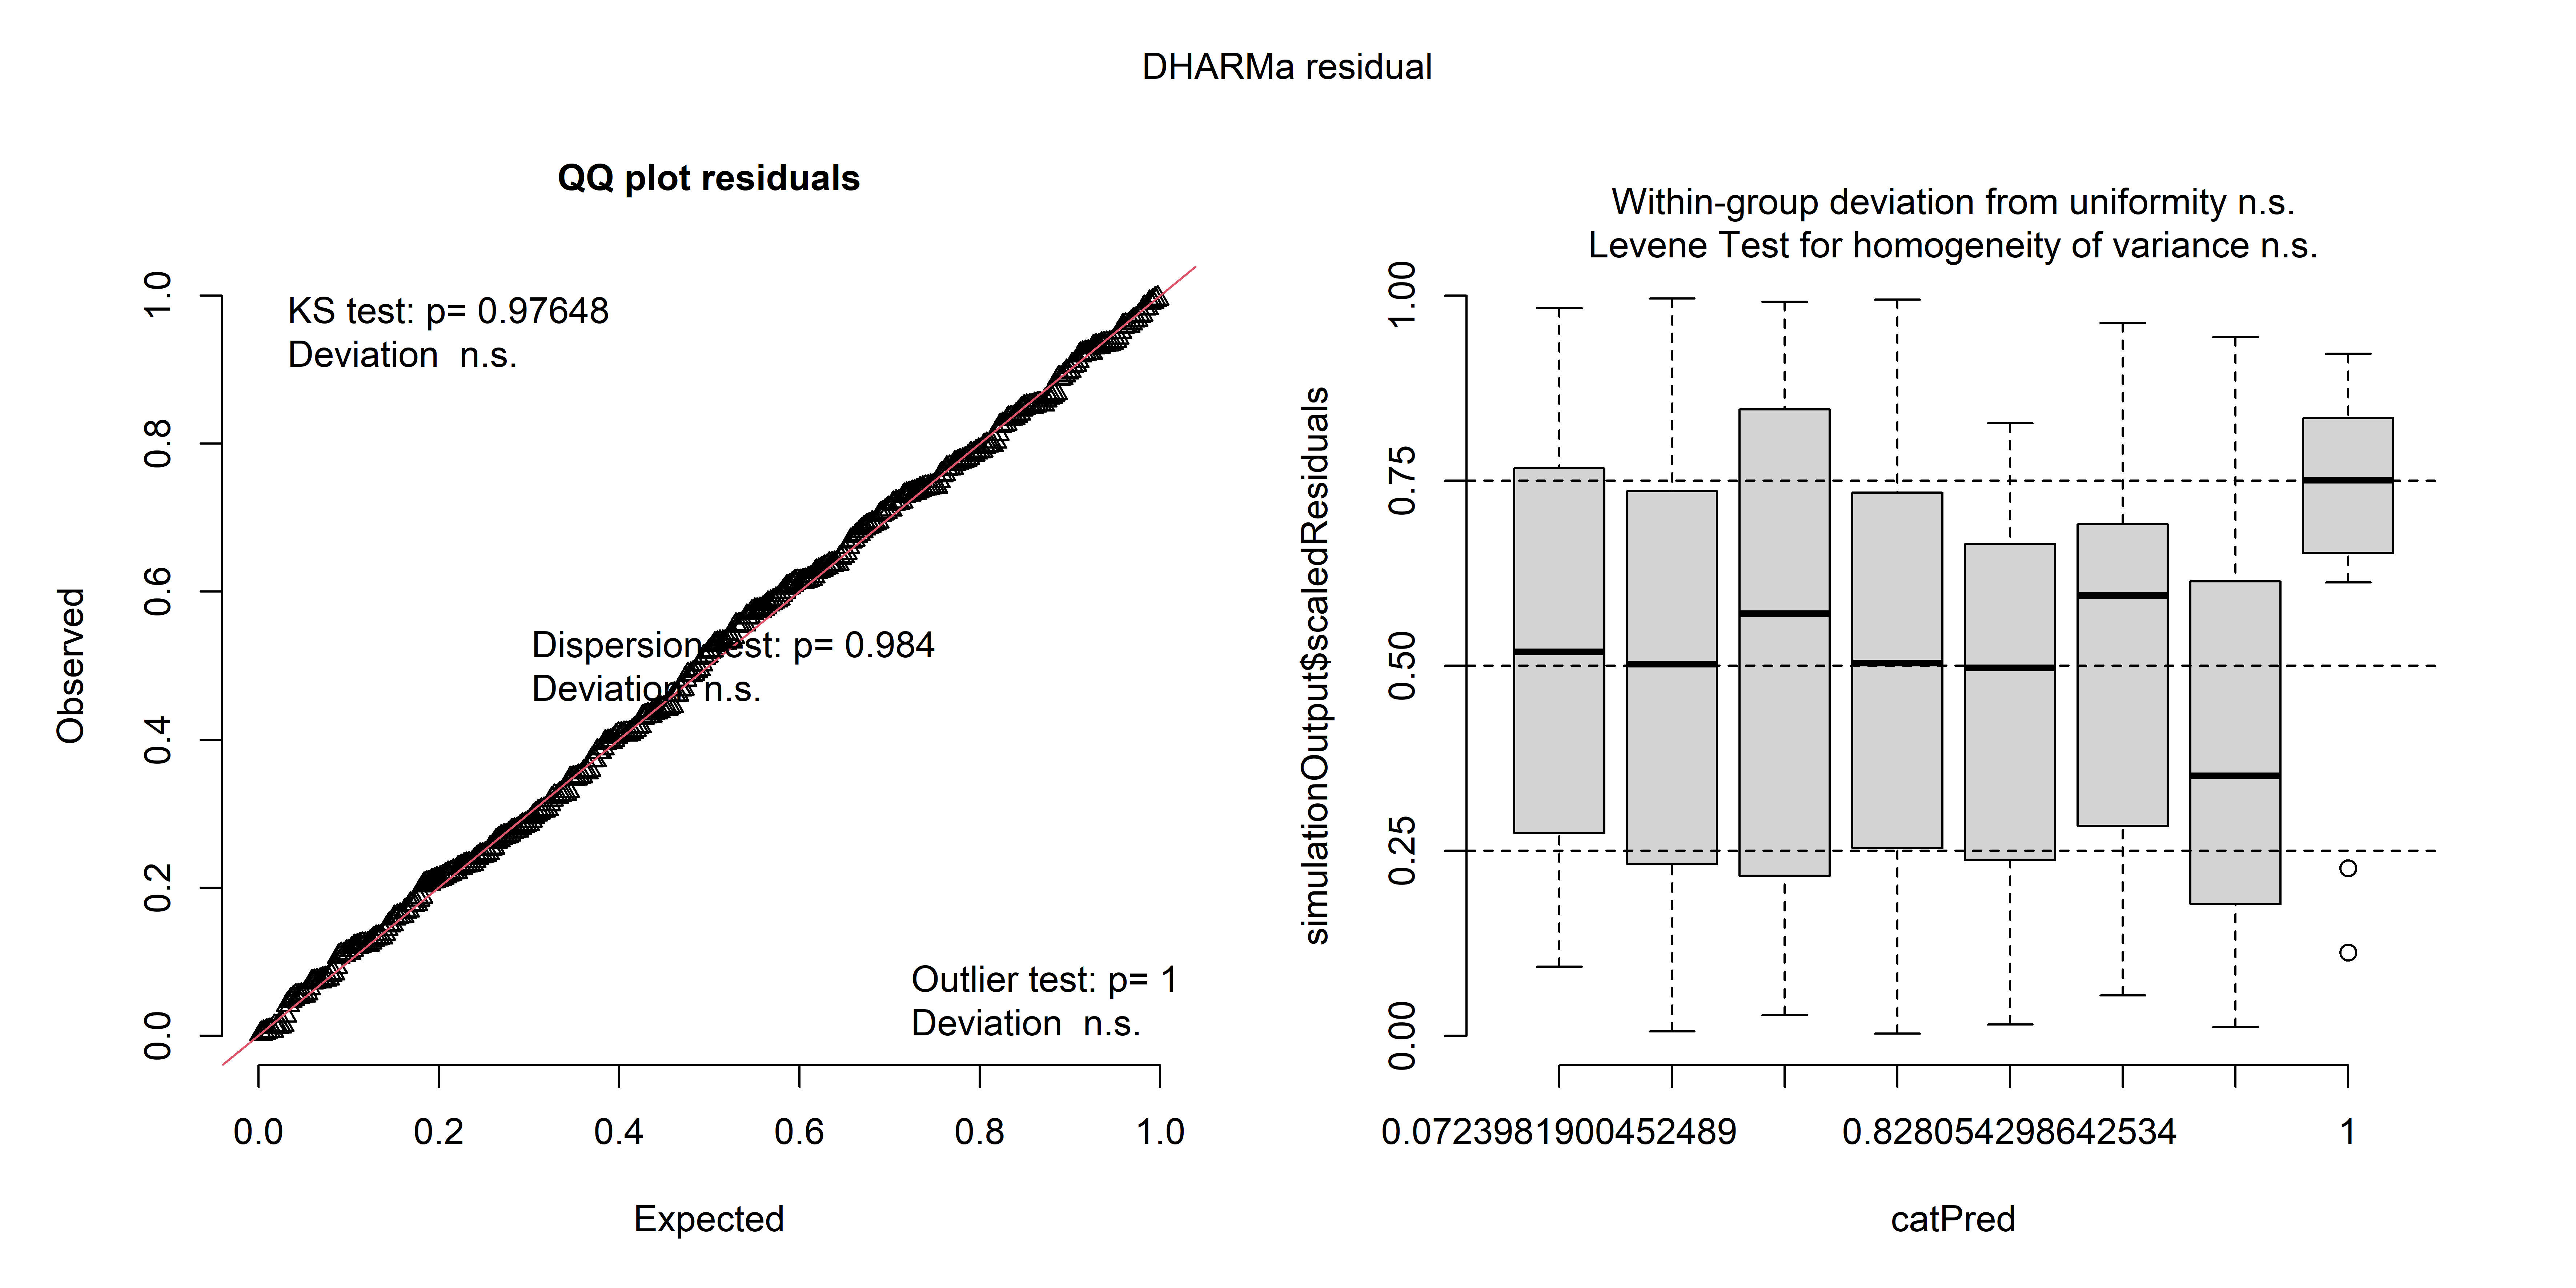 DHARMa residual
QQ plot residuals
KS test: p= 0.97648
Deviation  n.s.
Dispersion test: p= 0.984
Deviation  n.s.
Outlier test: p= 1
Deviation  n.s.
Observed
1.0
0.8
0.6
0.4
0.2
0.0
0.0 0.2 0.4 0.6 0.8 1.0
Expected
Within-group deviation from uniformity n.s.
Levene Test for homogeneity of variance n.s.
simulationOutput$scaledResiduals
1.00
0.75
0.50
0.25
0.00
0.0723981900452489 0.828054298642534 1
catPred